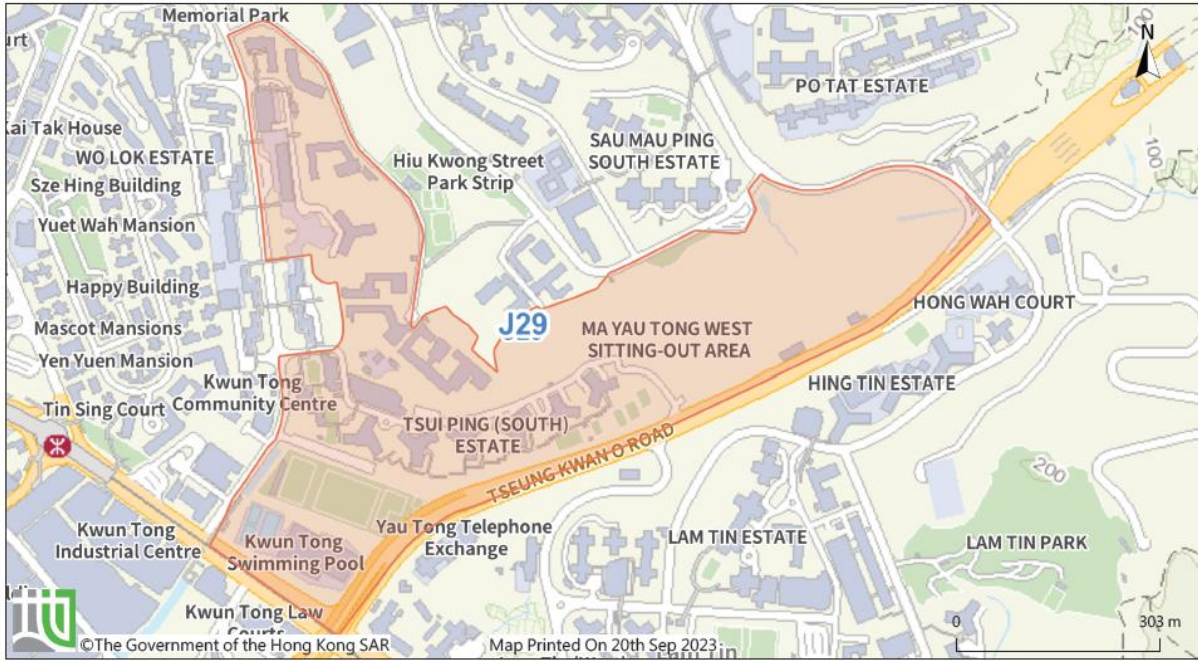 Memorial Park
N
100
PO TAT ESTATE
Kai Tak House
WO LOK ESTATE
Hiu Kwong Street
Park Strip
SAU MAU PING
SOUTH ESTATE
100
Sze Hing Building
Yuet Wah Mansion
Happy Building
J29
MA YAU TONG WEST
SITTING-OUT AREA
HONG WAH COURT
Mascot Mansions
Yen Yuen Mansion
Kwun Tong
Community Centre
HING TIN ESTATE
Tin Sing Court
TSUI PING (SOUTH)
ESTATE
TSEUNG KWAN O ROAD
200
Kwun Tong
Industrial Centre
Kwun Tong
Swimming Pool
Yau Tong Telephone
Exchange
LAM TIN ESTATE
LAM TIN PARK
Kwun Tong Law
Courts
0 303 m
©The Government of the Hong Kong SAR
Map Printed On 20th Sep 2023